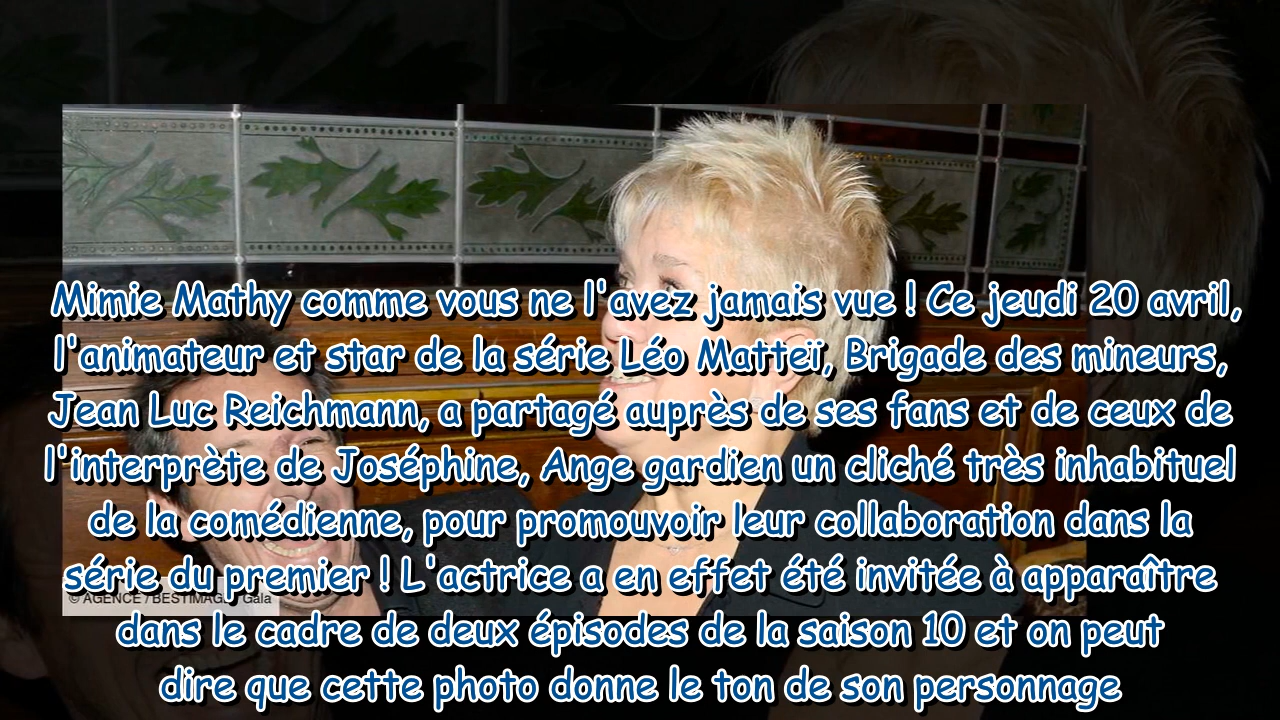 Mimie Mathy comme vous ne l'avez jamais vue ! Ce jeudi 20 avril,
l'animateur et star de la série Léo Matteï, Brigade des mineurs,
Jean Luc Reichmann, a partagé auprès de ses fans et de ceux de
l'interprète de Joséphine, Ange gardien un cliché très inhabituel
de la comédienne, pour promouvoir leur collaboration dans la
série du premier ! L'actrice a en effet été invitée à apparaître
© AGENCE / BESTIMAGE / Gala
dans le cadre de deux épisodes de la saison 10 et on peut
dire que cette photo donne le ton de son personnage